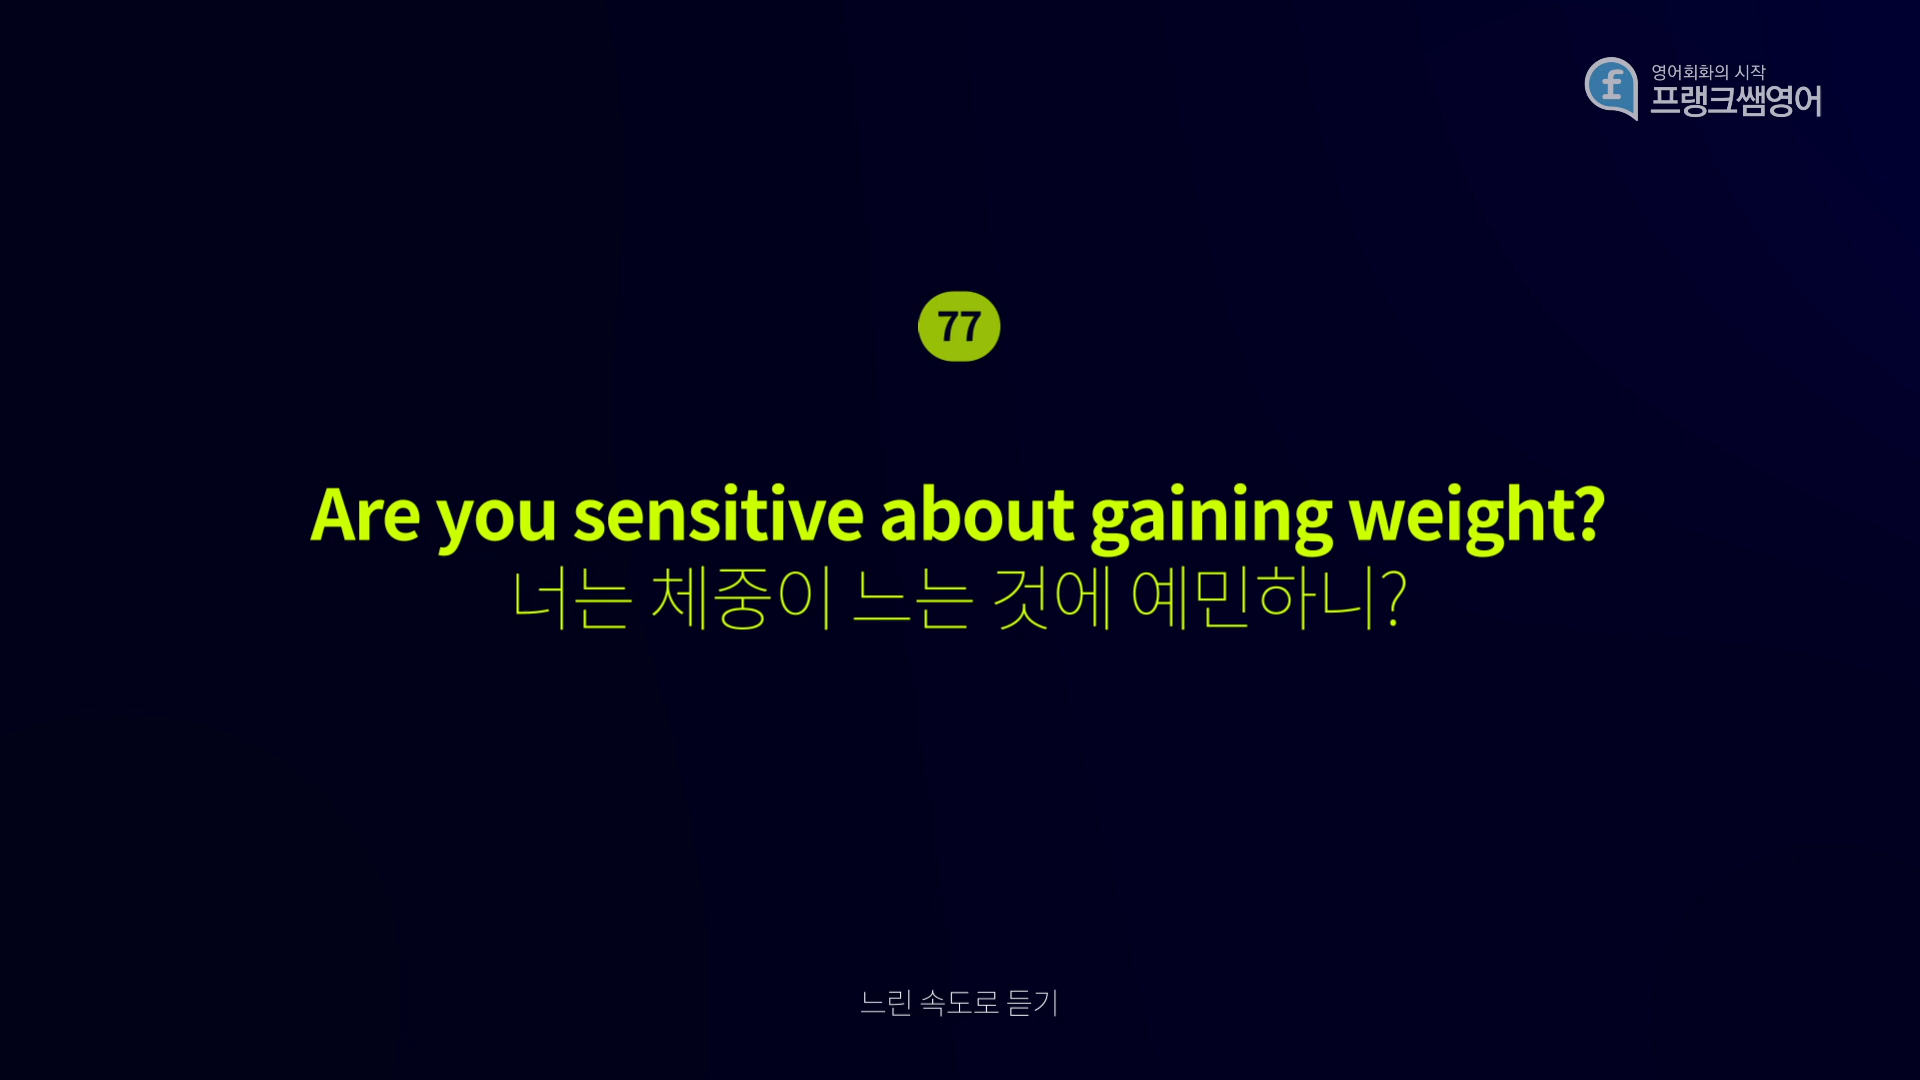 영어회화의 시작
프랭크쌤영어
77
Are you sensitive about gaining weight?
너는 체중이 느는 것에 예민하니?
느린 속도로 듣기